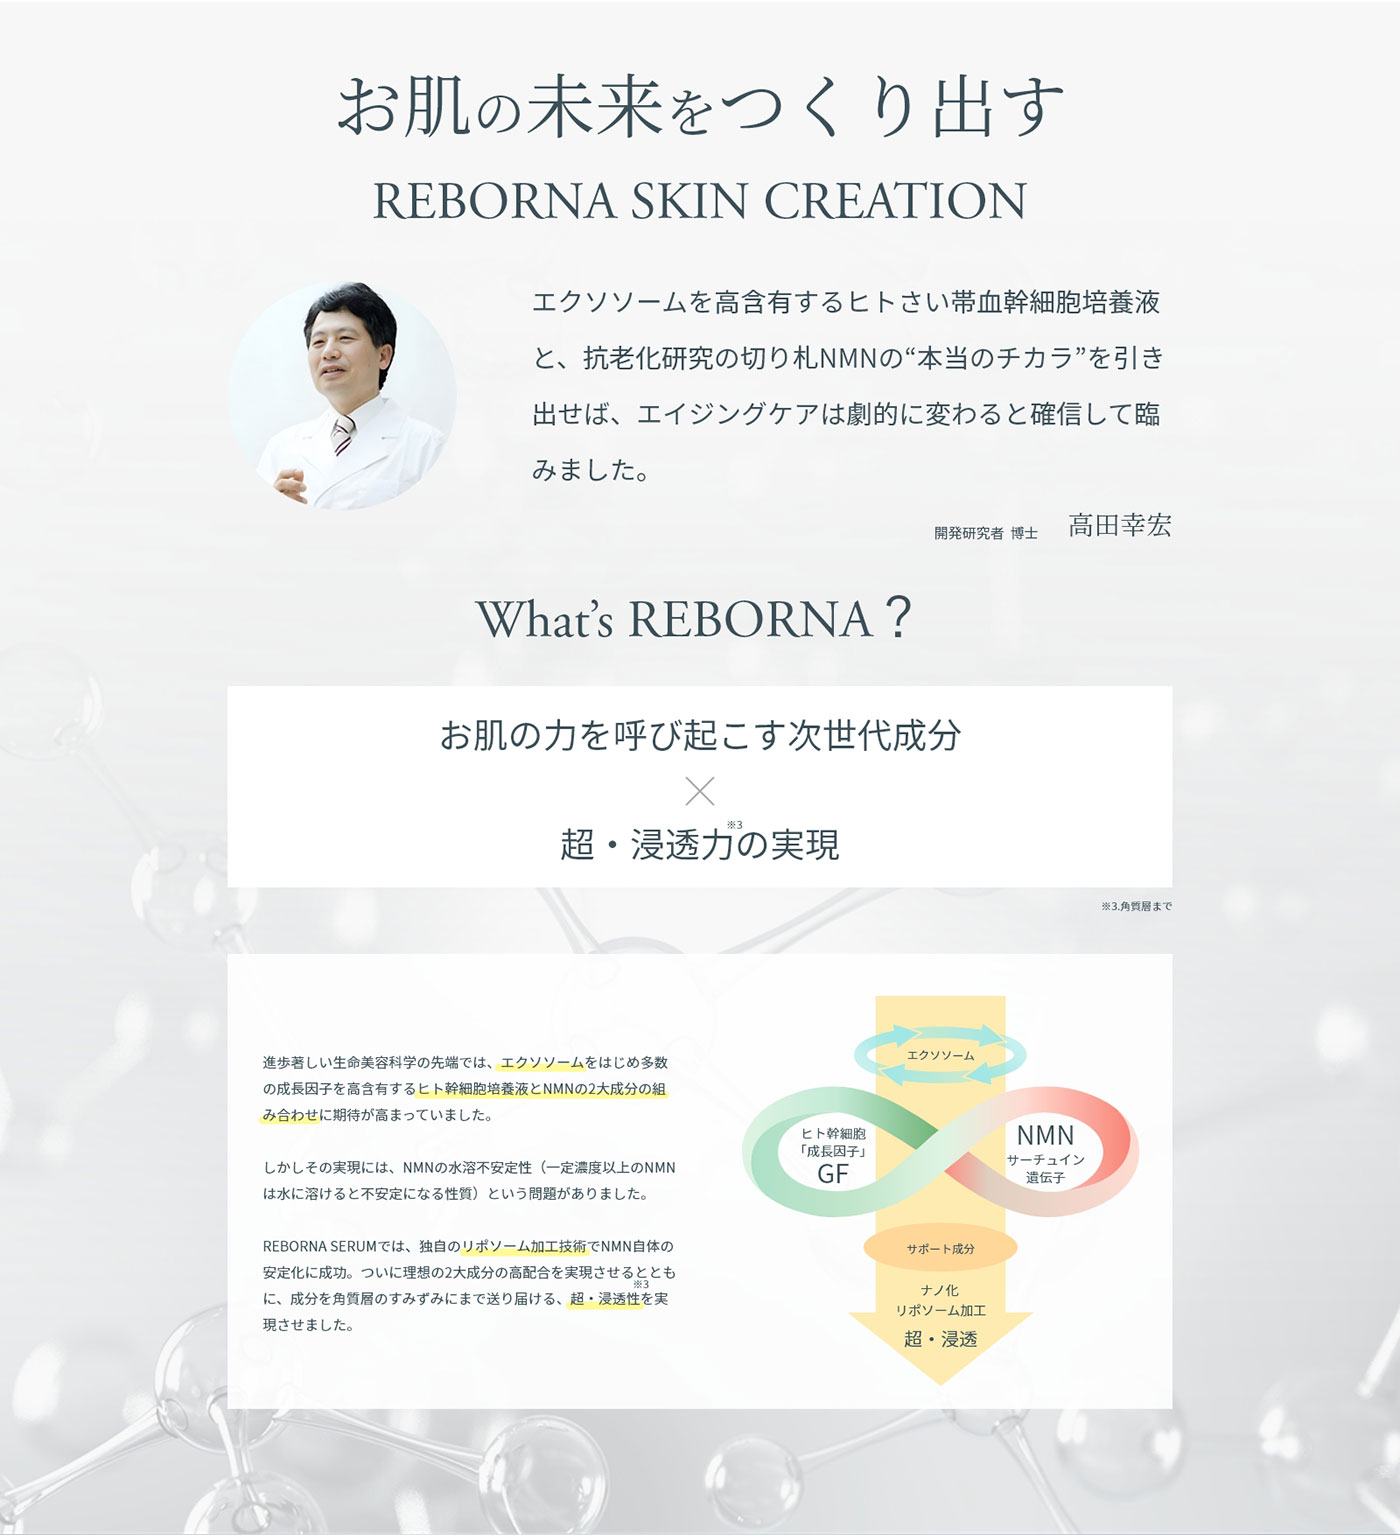 お肌の未来をつくり出す
REBORNA SKIN CREATION
エクソソームを高含有するヒトさい帯血幹細胞培養液
と、抗老化研究の切り札NMNの“本当のチカラ”を引き
出せば、エイジングケアは劇的に変わると確信して臨
みました。
開発研究者 博士 高田幸宏
What’s REBORNA？
お肌の力を呼び起こす次世代成分
×
超・浸透力※3の実現
※3.角質層まで
進歩著しい生命美容科学の先端では、エクソソームをはじめ多数
の成長因子を高含有するヒト幹細胞培養液とNMNの2大成分の組
み合わせに期待が高まっていました。
しかしその実現には、NMNの水溶不安定性（一定濃度以上のNMN
は水に溶けると不安定になる性質）という問題がありました。
REBORNA SERUMでは、独自のリポソーム加工技術でNMN自体の
安定化に成功。ついに理想の2大成分の高配合を実現させるととも
に、成分を角質層のすみずみにまで送り届ける、超・浸透性※3を実
現させました。
エクソソーム
ヒト幹細胞
「成長因子」
GF
NMN
サーチュイン
遺伝子
サポート成分
ナノ化
リポソーム加工
超・浸透